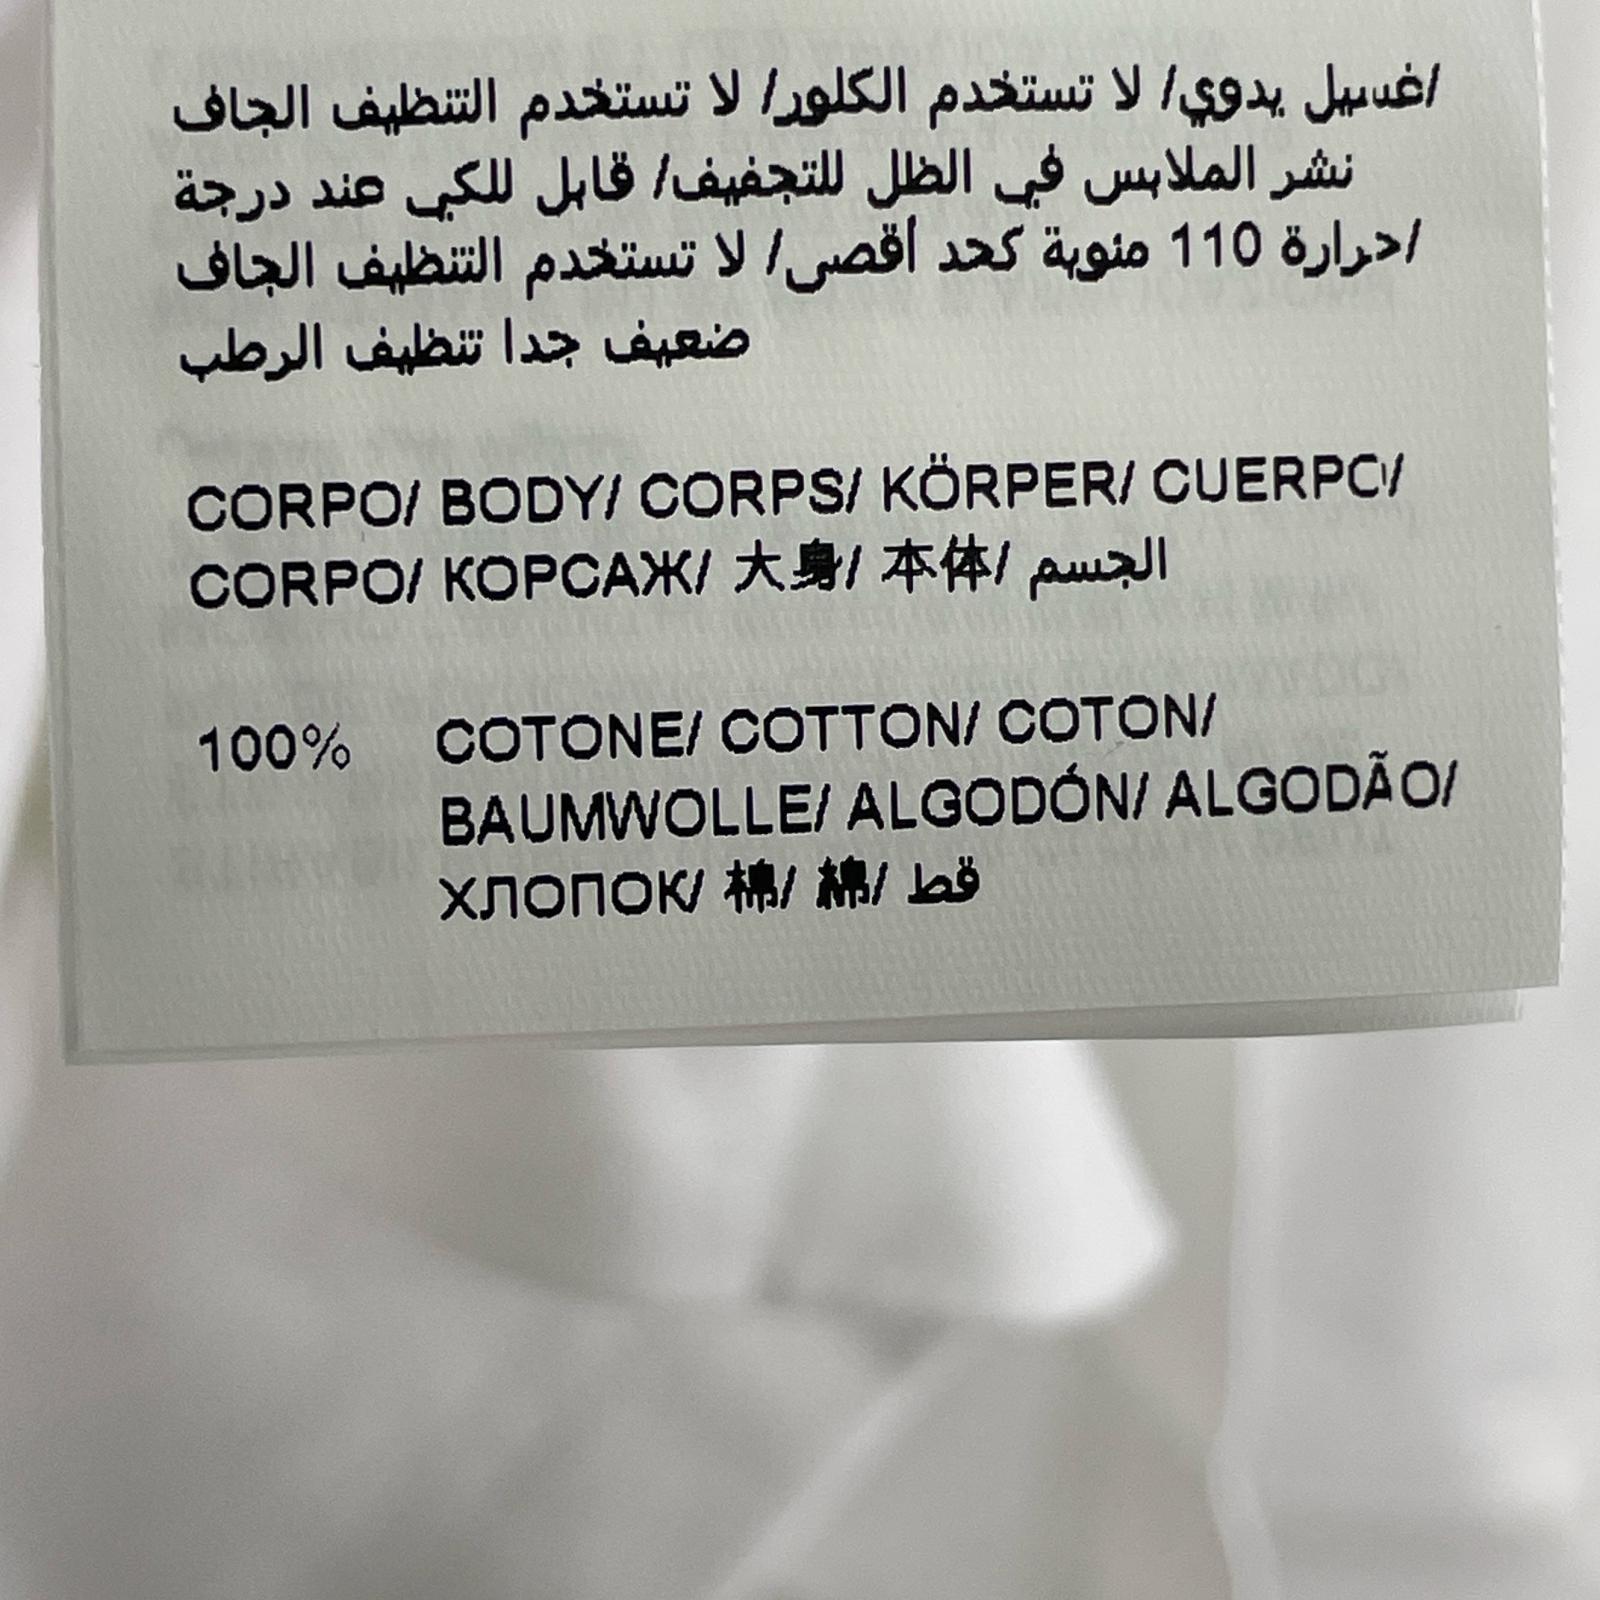 /غسيل يدوي/ لا تستخدم الكلور/ لا تستخدم التنظيف الجاف
نشر الملابس في الظل للتجفيف/ قابل للكي عند درجة
/حرارة 110 مئوية كحد أقصى/ لا تستخدم التنظيف الجاف
ضعيف جدا تنظيف الرطب
CORPO/ BODY/ CORPS/ KÖRPER/ CUERPO/
CORPO/ КОРСАЖ/ 大身/ 本体/ الجسم
100% COTONE/ COTTON/ COTON/
BAUMWOLLE/ ALGODÓN/ ALGODÃO/
ХЛОПОК/ 棉/ 綿/ قط